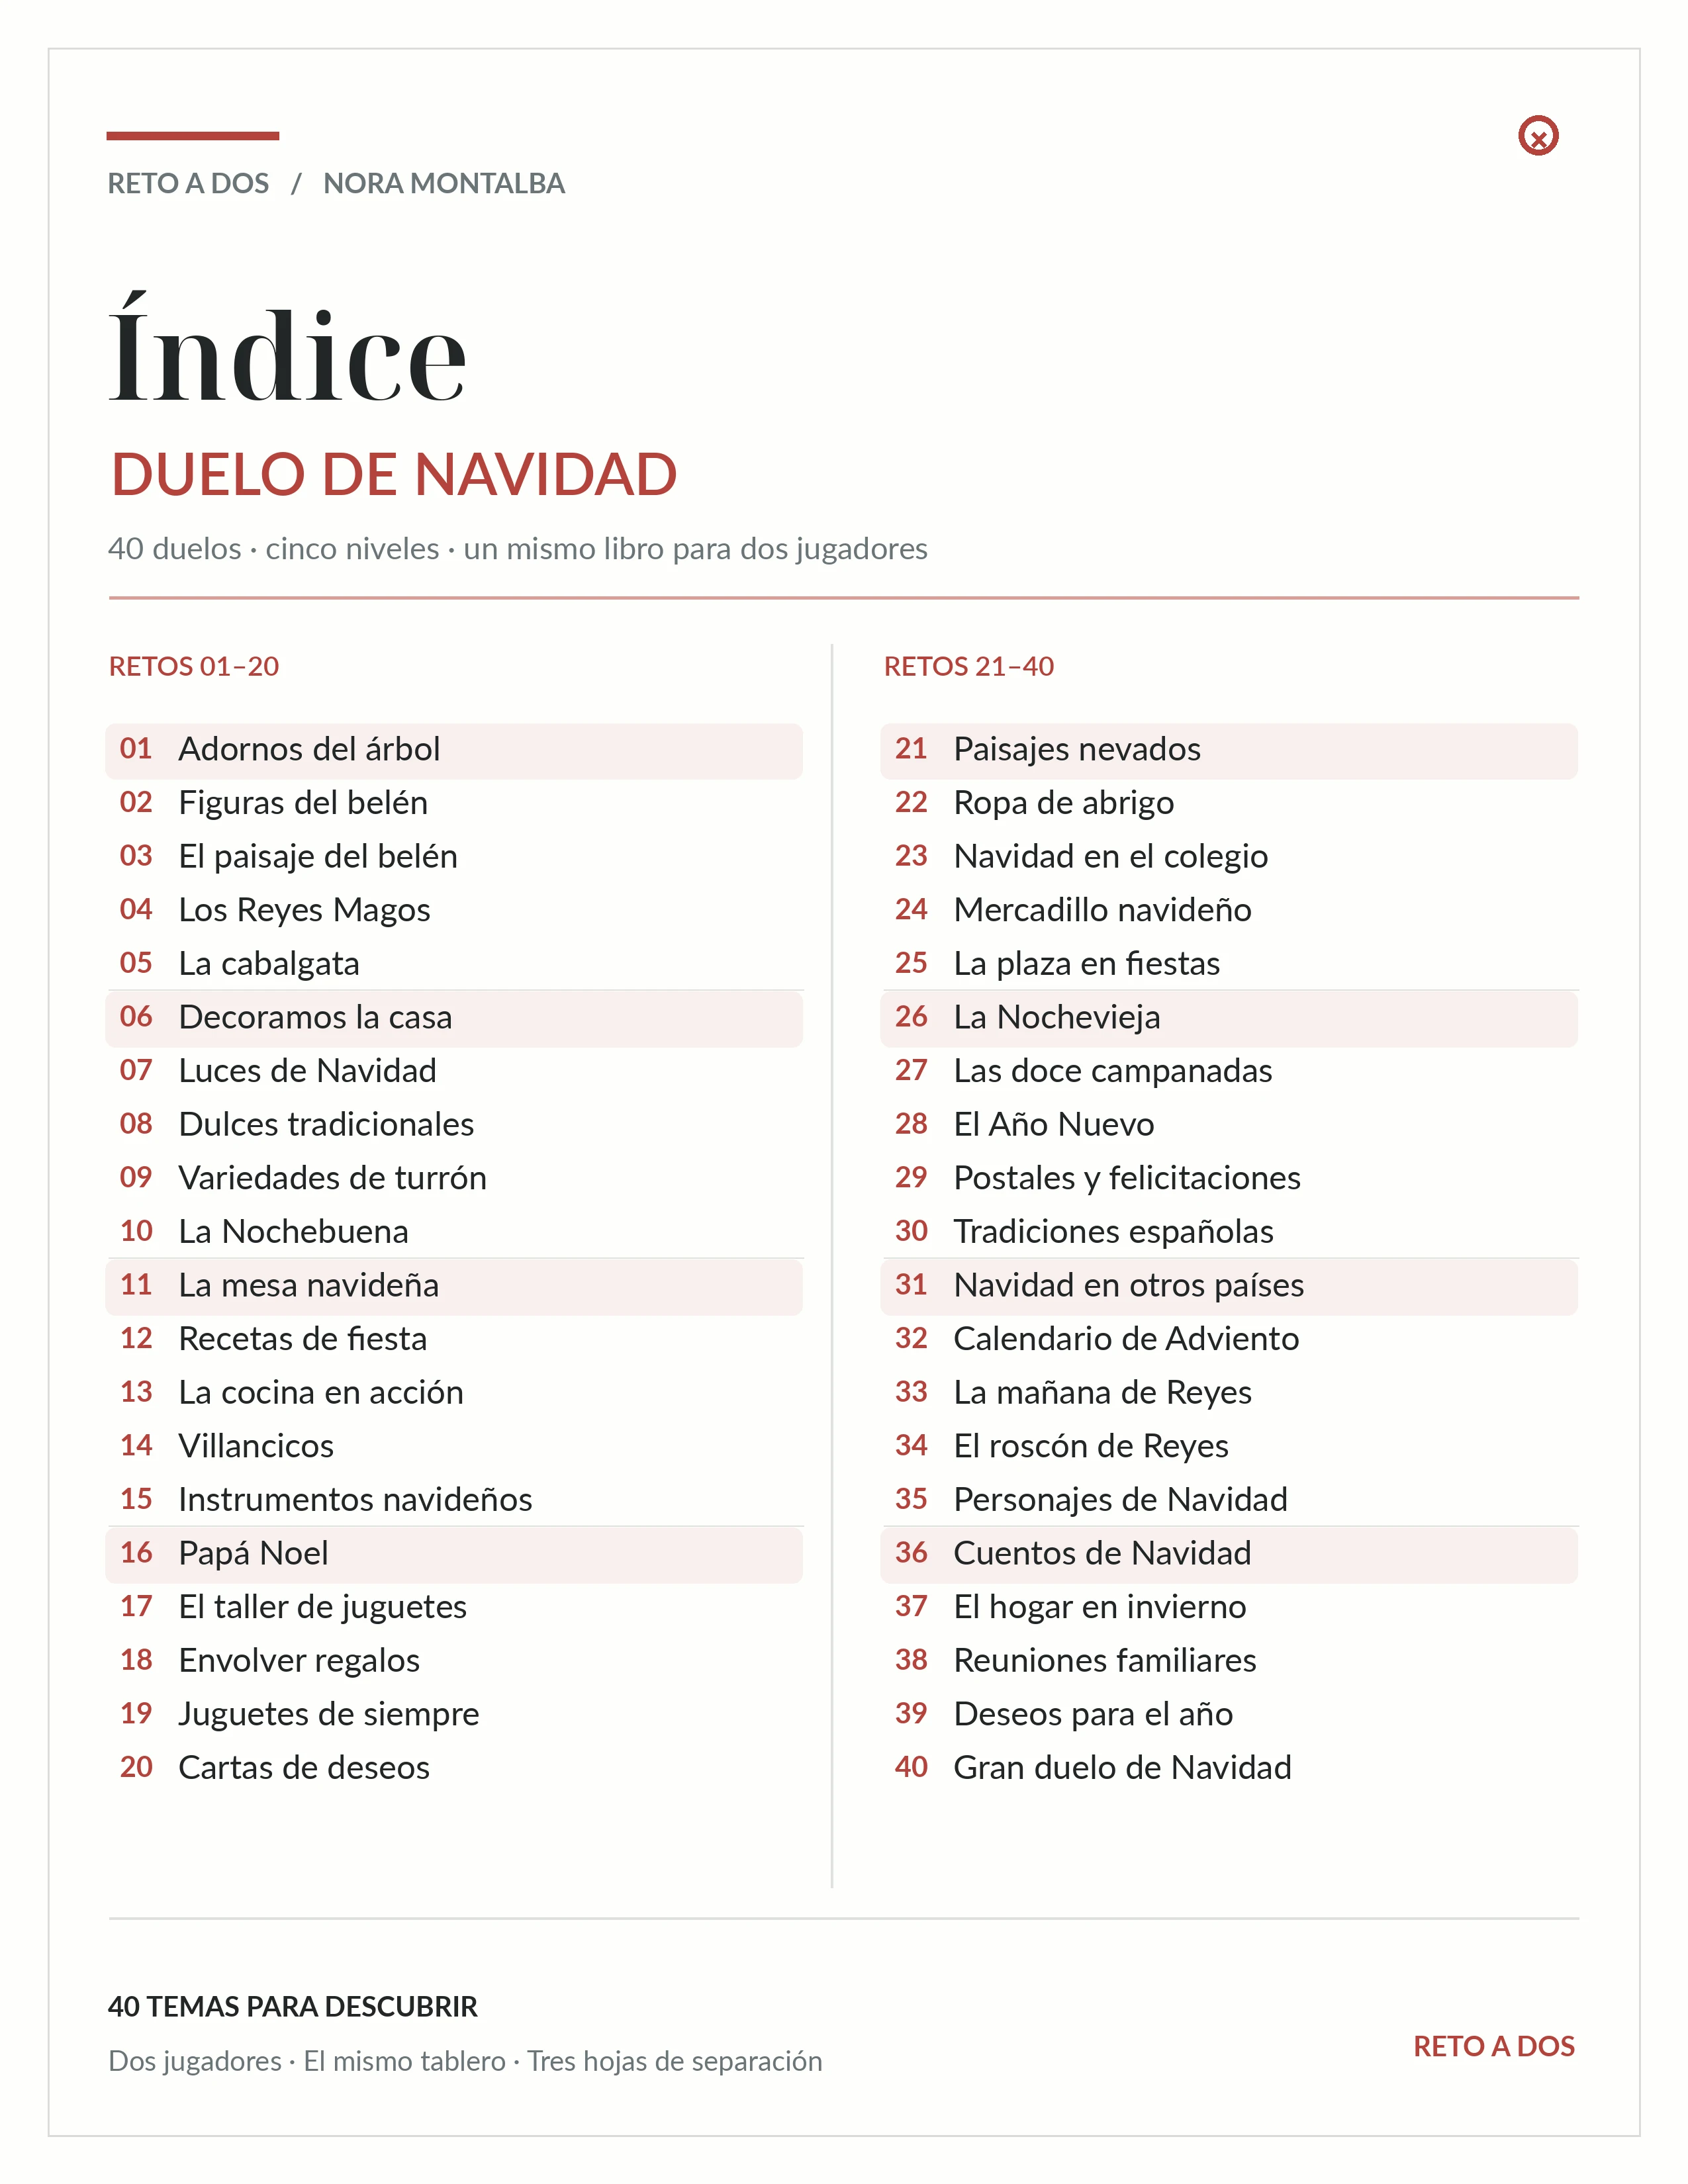 RETO A DOS / NORA MONTALBA
Índice
DUELO DE NAVIDAD
40 duelos · cinco niveles · un mismo libro para dos jugadores
RETOS 01–20
01 Adornos del árbol
02 Figuras del belén
03 El paisaje del belén
04 Los Reyes Magos
05 La cabalgata
06 Decoramos la casa
07 Luces de Navidad
08 Dulces tradicionales
09 Variedades de turrón
10 La Nochebuena
11 La mesa navideña
12 Recetas de fiesta
13 La cocina en acción
14 Villancicos
15 Instrumentos navideños
16 Papá Noel
17 El taller de juguetes
18 Envolver regalos
19 Juguetes de siempre
20 Cartas de deseos
RETOS 21–40
21 Paisajes nevados
22 Ropa de abrigo
23 Navidad en el colegio
24 Mercadillo navideño
25 La plaza en fiestas
26 La Nochevieja
27 Las doce campanadas
28 El Año Nuevo
29 Postales y felicitaciones
30 Tradiciones españolas
31 Navidad en otros países
32 Calendario de Adviento
33 La mañana de Reyes
34 El roscón de Reyes
35 Personajes de Navidad
36 Cuentos de Navidad
37 El hogar en invierno
38 Reuniones familiares
39 Deseos para el año
40 Gran duelo de Navidad
40 TEMAS PARA DESCUBRIR
Dos jugadores · El mismo tablero · Tres hojas de separación
RETO A DOS